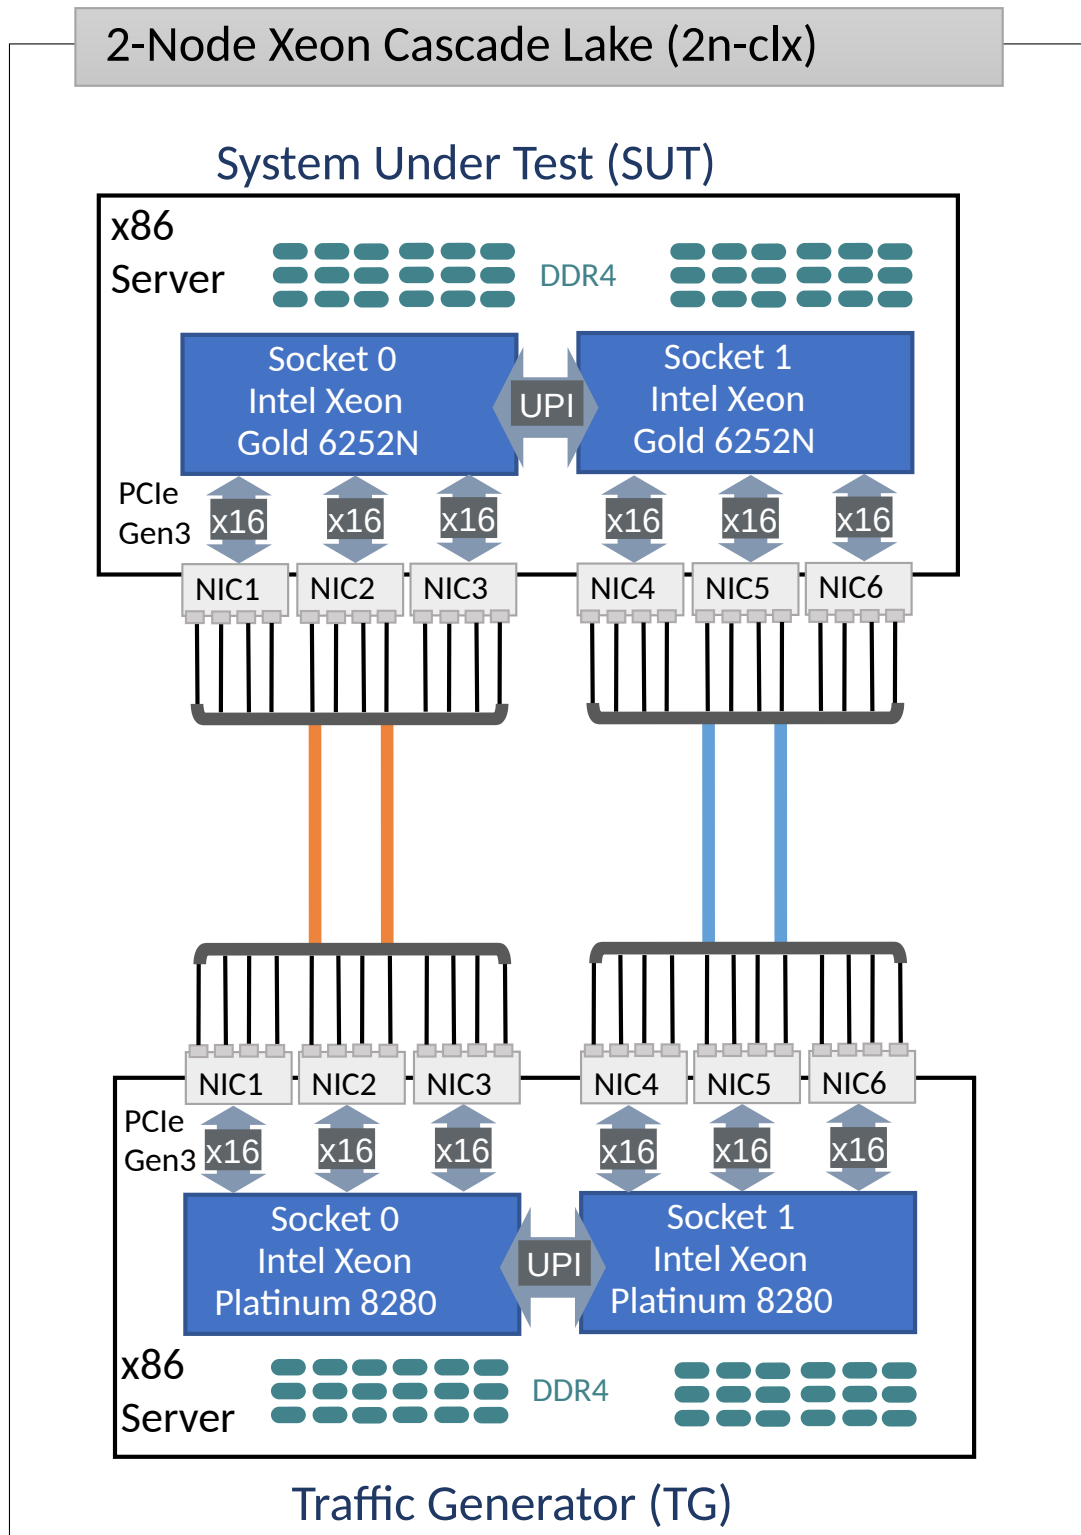 2-Node Xeon Cascade Lake (2n-clx)
System Under Test (SUT)
x86
Server
DDR4
Socket 0
Intel Xeon
Gold 6252N
UPI
Socket 1
Intel Xeon
Gold 6252N
PCIe
Gen3
x16
x16
x16
x16
x16
x16
NIC1
NIC2
NIC3
NIC4
NIC5
NIC6
NIC1
NIC2
NIC3
NIC4
NIC5
NIC6
PCIe
Gen3
x16
x16
x16
x16
x16
x16
Socket 0
Intel Xeon
Platinum 8280
UPI
Socket 1
Intel Xeon
Platinum 8280
x86
Server
DDR4
Traffic Generator (TG)